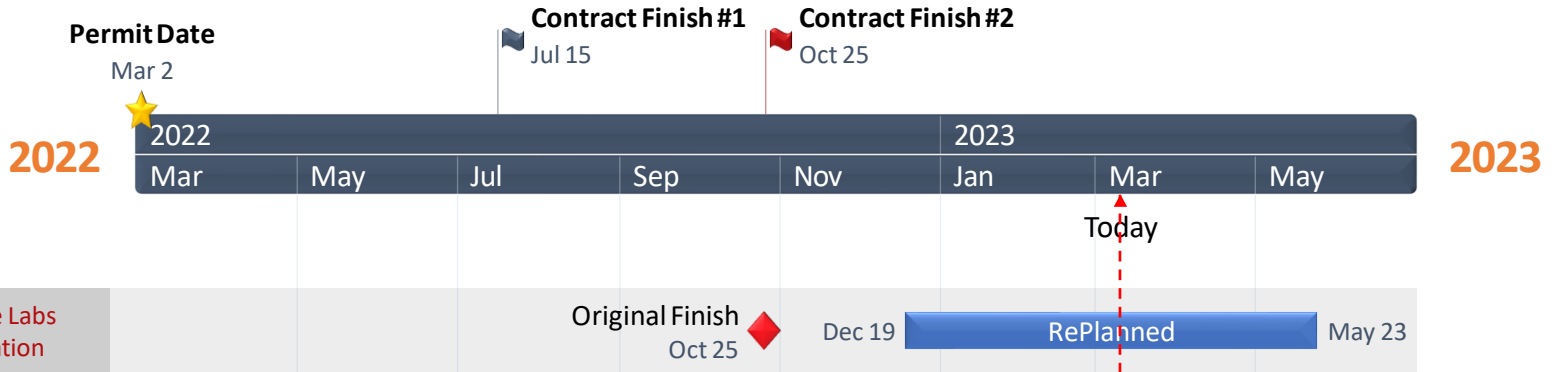 Permit Date
Mar 2
Contract Finish #1
Jul 15
Contract Finish #2
Oct 25
2022
2022
2023
Mar
May
Jul
Sep
Nov
Jan
Mar
May
2023
Today
Labs
Original Finish
Oct 25
Dec 19
RePlanned
May 23